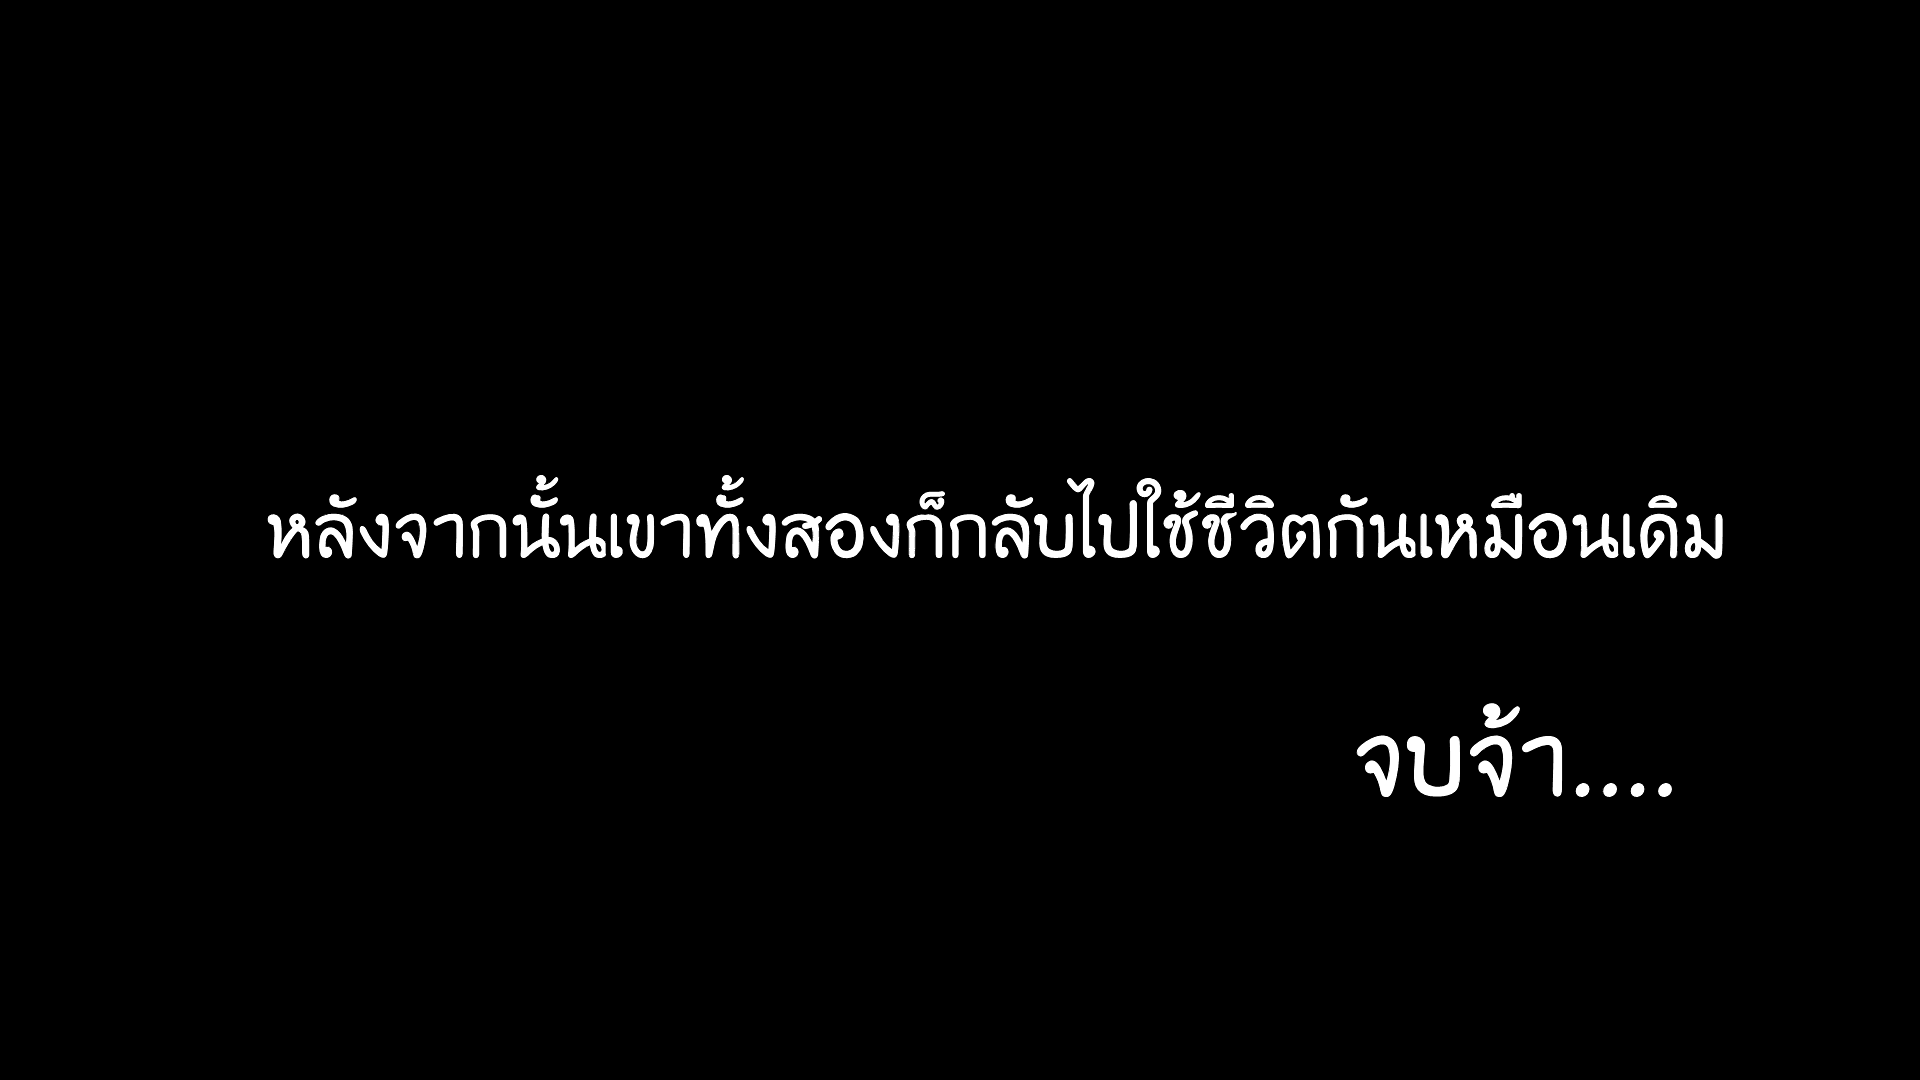 หลังจากนั้นเขาทั้งสองก็กลับไปใช้ชีวิตกันเหมือนเดิม
จบจ้า....